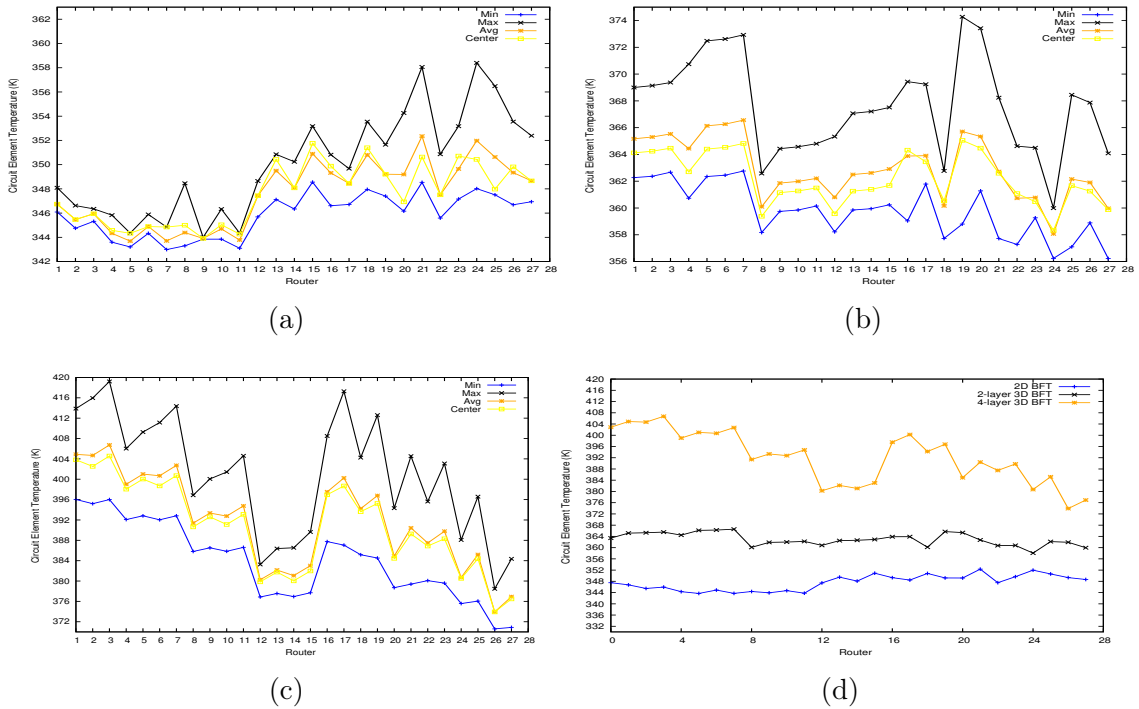 362
360
358
356
354
352
350
348
346
344
342
Circuit Element Temperature (K)
Min
Max
Avg
Center
1 2 3 4 5 6 7 8 9 10 11 12 13 14 15 16 17 18 19 20 21 22 23 24 25 26 27 28
Router
(a)
374
372
370
368
366
364
362
360
358
356
Circuit Element Temperature (K)
Min
Max
Avg
Center
1 2 3 4 5 6 7 8 9 10 11 12 13 14 15 16 17 18 19 20 21 22 23 24 25 26 27 28
Router
(b)
420
416
412
408
404
400
396
392
388
384
380
376
372
Circuit Element Temperature (K)
Min
Max
Avg
Center
1 2 3 4 5 6 7 8 9 10 11 12 13 14 15 16 17 18 19 20 21 22 23 24 25 26 27 28
Router
(c)
420
416
412
408
404
400
396
392
388
384
380
376
372
368
364
360
356
352
348
344
340
336
332
Circuit Element Temperature (K)
2D BFT
2-layer 3D BFT
4-layer 3D BFT
0 4 8 12 16 20 24 28
Router
(d)